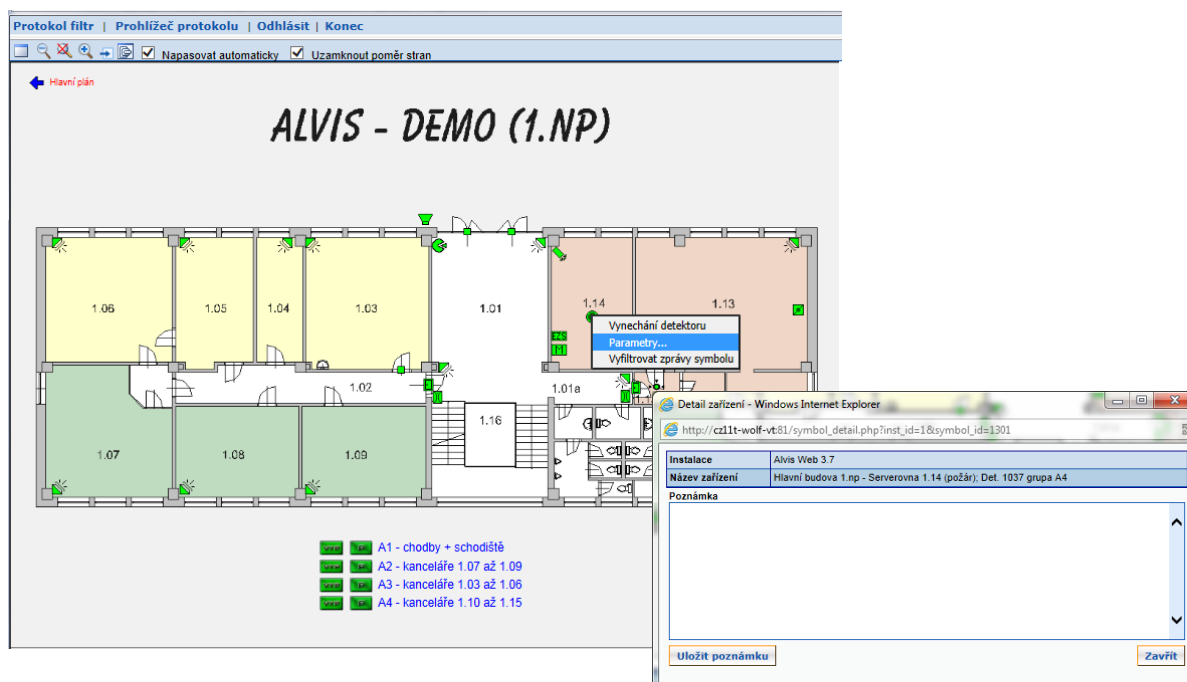 Protokol filtr | Prohlížeč protokolu | Odhlásit | Konec
Napasovat automaticky Uzamknout poměr stran
Hlavní plán
ALVIS - DEMO (1.NP)
1.06
1.05
1.04
1.03
1.01
1.14
1.13
EZS
M
Vynechání detektoru
Parametry...
Vyfiltrovat zprávy symbolu
1.02
1.01a
1.16
1.07
1.08
1.09
A1 - chodby + schodiště
A2 - kanceláře 1.07 až 1.09
A3 - kanceláře 1.03 až 1.06
A4 - kanceláře 1.10 až 1.15
Detail zařízení - Windows Internet Explorer
http://cz11t-wolf-vt:81/symbol_detail.php?inst_id=1&symbol_id=1301
Instalace Alvis Web 3.7
Název zařízení Hlavní budova 1.np - Serverovna 1.14 (požár); Det. 1037 grupa A4
Poznámka
Uložit poznámku Zavřít